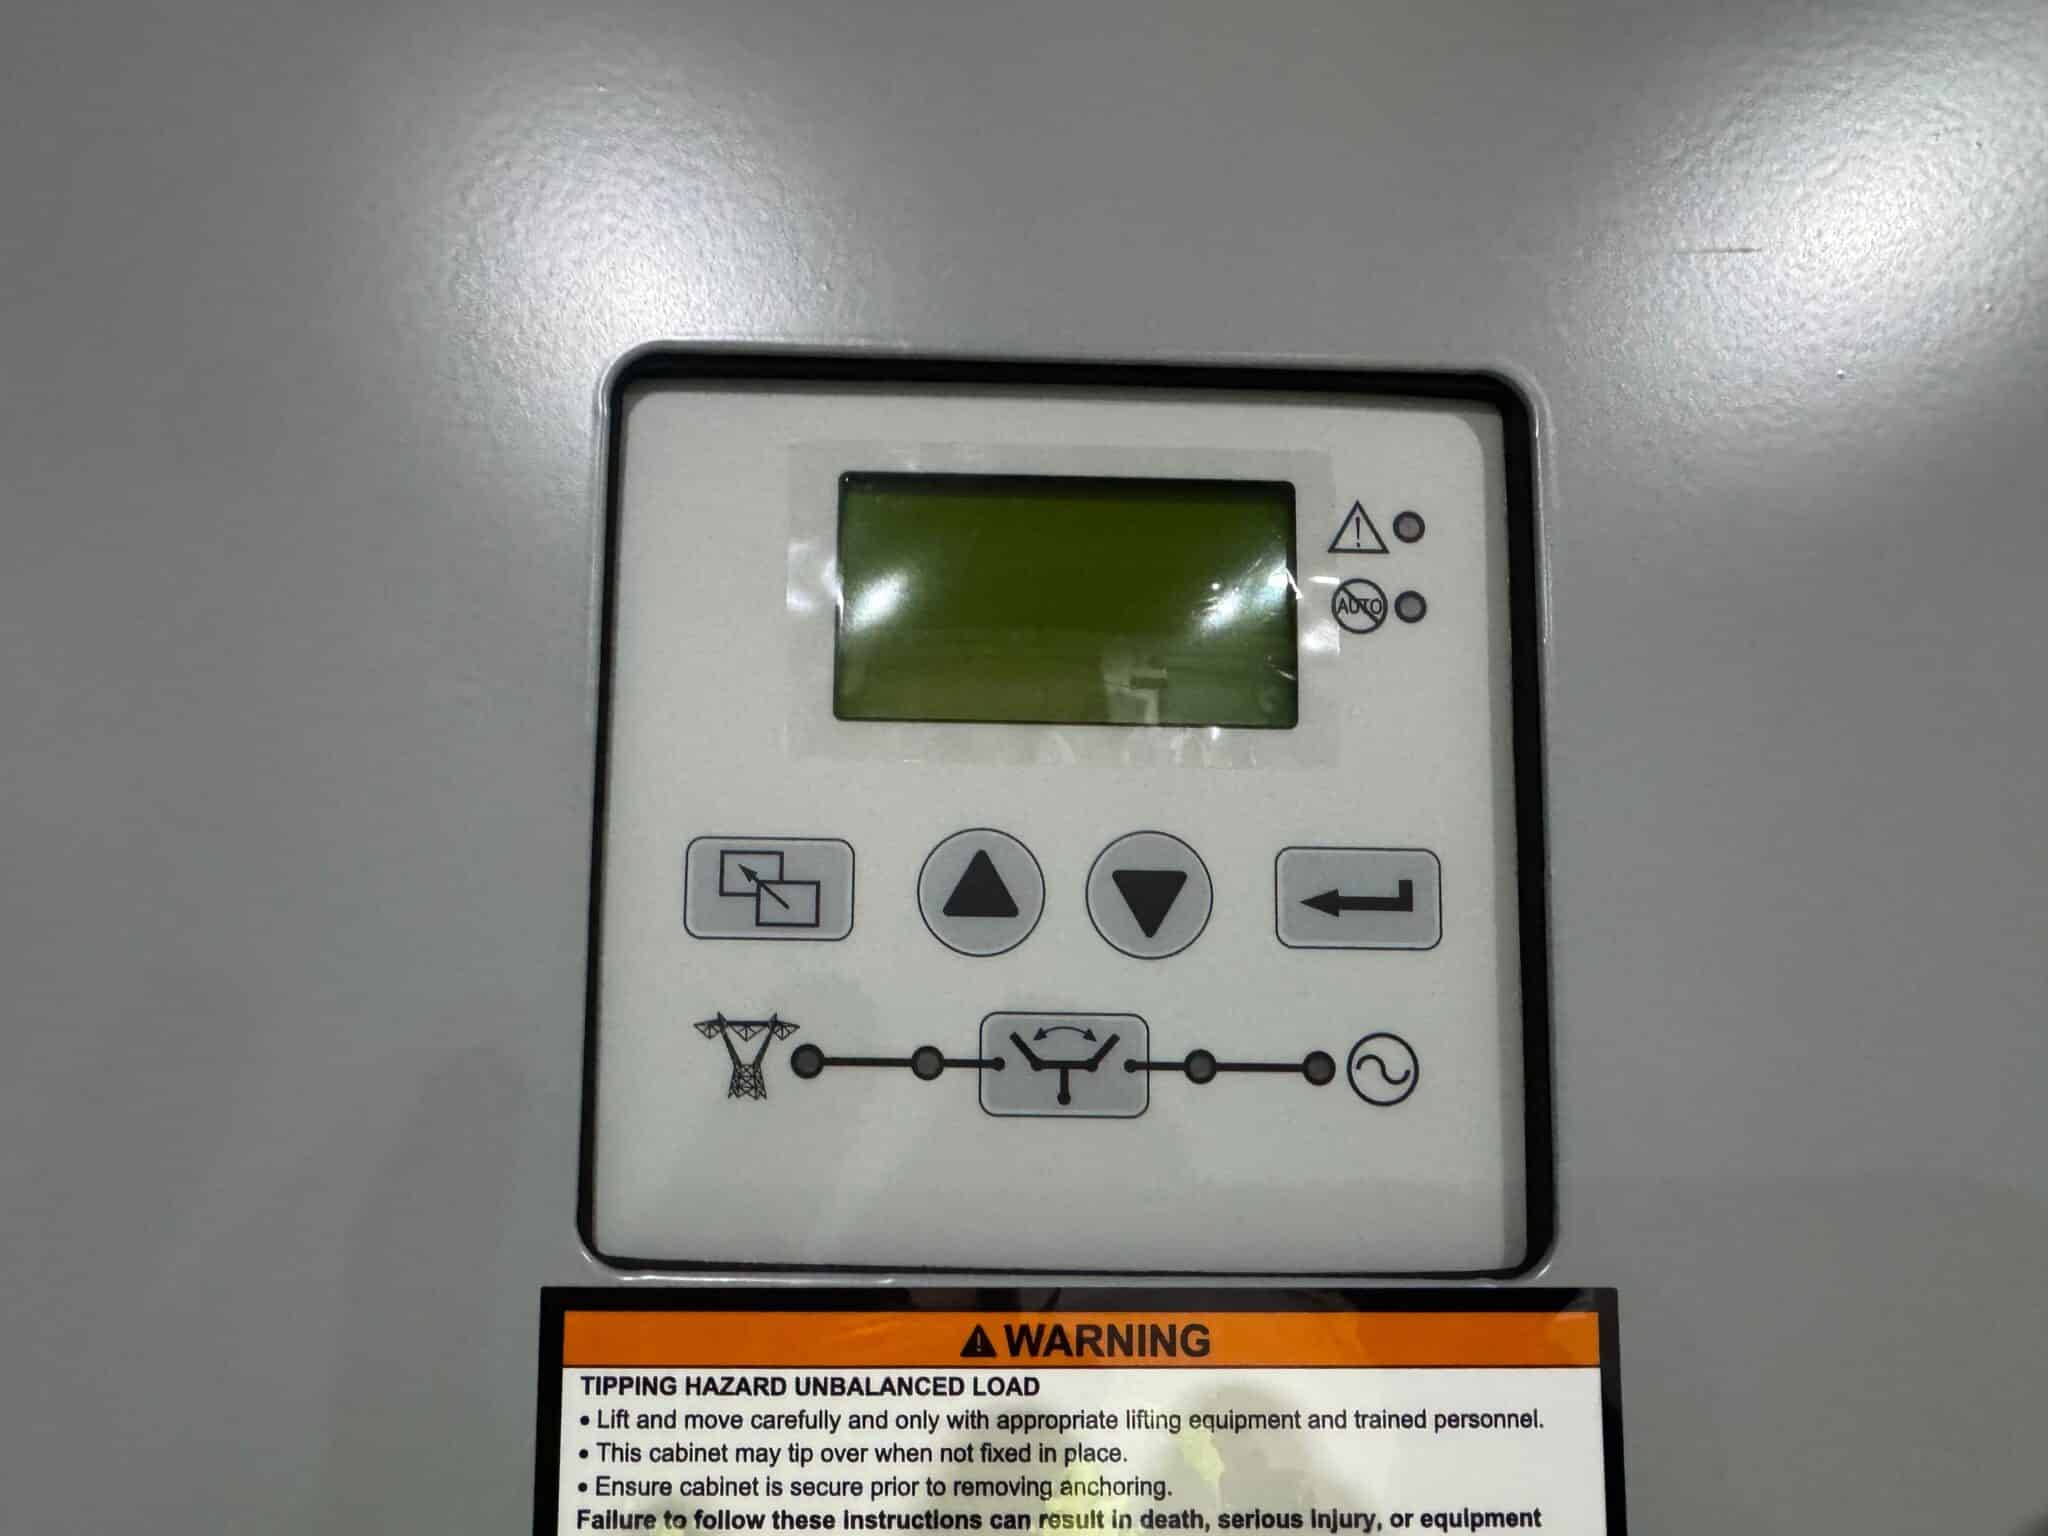 AUTO
WARNING
TIPPING HAZARD UNBALANCED LOAD
• Lift and move carefully and only with appropriate lifting equipment and trained personnel.
• This cabinet may tip over when not fixed in place.
• Ensure cabinet is secure prior to removing anchoring.
Failure to follow these instructions can result in death, serious injury, or equipment